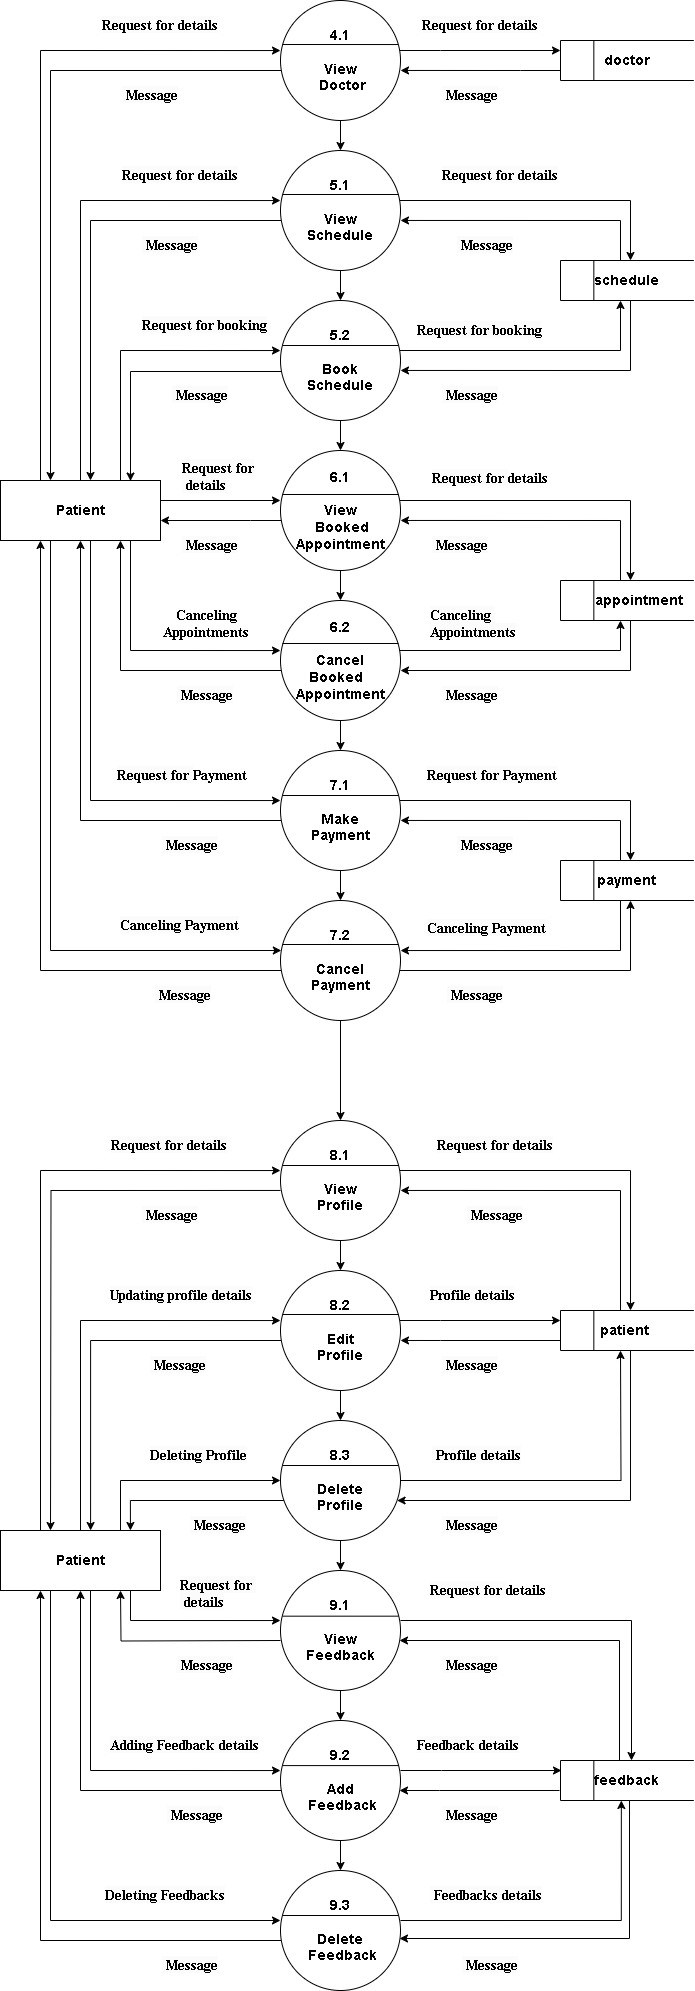 Request for details
Request for details
4.1
View
Doctor
doctor
Message
Message
Request for details
Request for details
5.1
View
Schedule
Message
Message
schedule
Request for booking
Request for booking
5.2
Book
Schedule
Message
Message
Request for
details
Request for details
6.1
View
Booked
Appointment
Patient
Message
Message
appointment
Canceling
Appointments
Canceling
Appointments
6.2
Cancel
Booked
Appointment
Message
Message
Request for Payment
Request for Payment
7.1
Make
Payment
Message
Message
payment
Canceling Payment
Canceling Payment
7.2
Cancel
Payment
Message
Message
Request for details
Request for details
8.1
View
Profile
Message
Message
Updating profile details
Profile details
8.2
Edit
Profile
patient
Message
Message
Deleting Profile
Profile details
8.3
Delete
Profile
Message
Message
Patient
Request for
details
Request for details
9.1
View
Feedback
Message
Message
Adding Feedback details
Feedback details
9.2
Add
Feedback
feedback
Message
Message
Deleting Feedbacks
Feedbacks details
9.3
Delete
Feedback
Message
Message